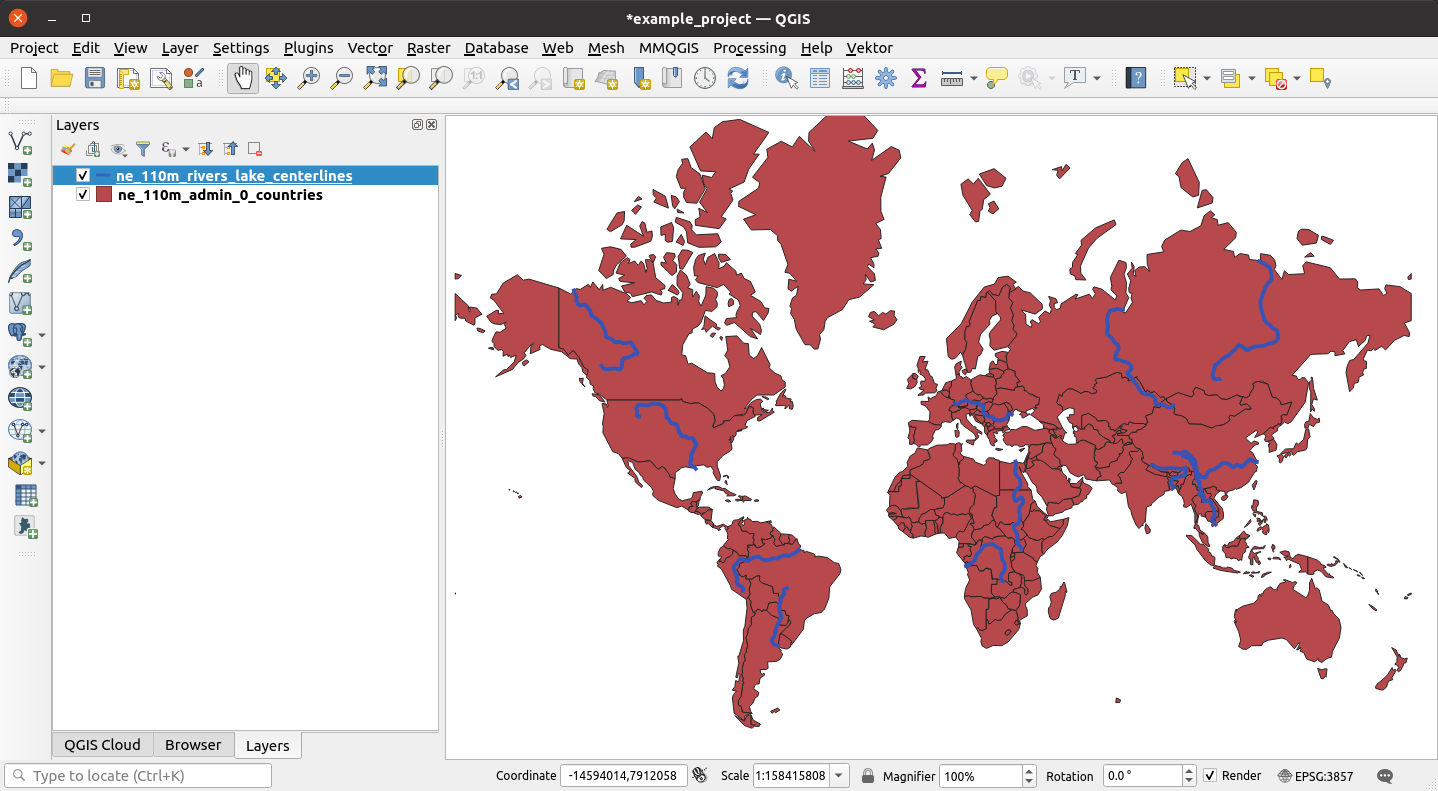 *example_project — QGIS
Project Edit View Layer Settings Plugins Vector Raster Database Web Mesh MMQGIS Processing Help Vektor
Layers
ne_110m_rivers_lake_centerlines
ne_110m_admin_0_countries
QGIS Cloud Browser Layers
Type to locate (Ctrl+K) Coordinate -14594014,7912058 Scale 1:158415808 Magnifier 100% Rotation 0.0 ° Render EPSG:3857